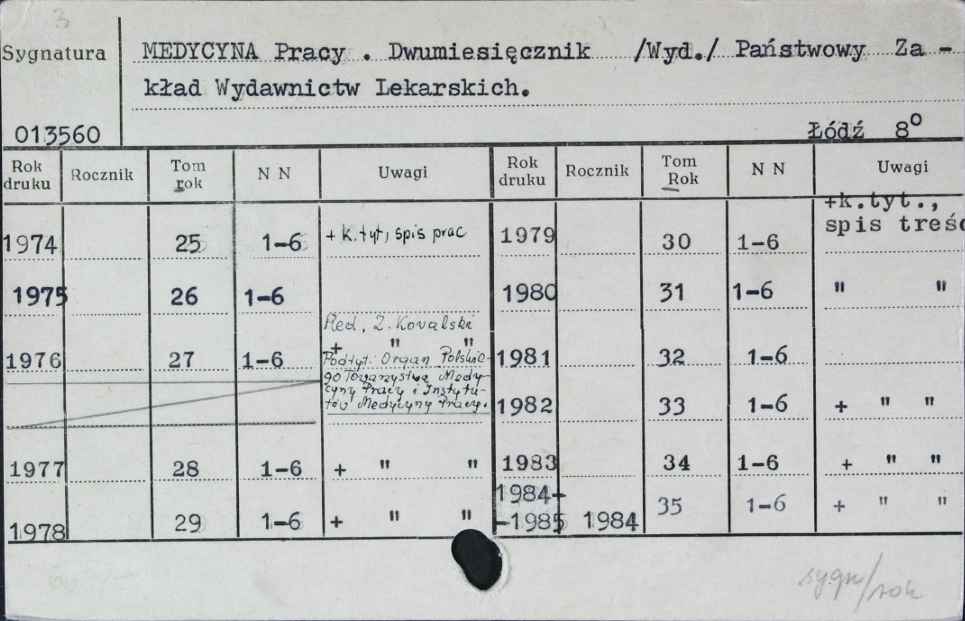 3
Sygnatura MEDYCYNA Pracy . Dwumiesięcznik /Wyd./ Państwowy Za -
kład Wydawnictw Lekarskich.
013560 Łódź 8°
Rok druku Rocznik Tom rok N N Uwagi Rok druku Rocznik Tom Rok N N Uwagi
1974 25 1-6 + k.tyt, spis prac 1979 30 1-6 +k.tyt., spis treśc
1975 26 1-6 1980 31 1-6 " "
Red. Z. Kowalski
1976 27 1-6 + " " 1981 32 1-6
Podtyt: Organ Polskie-
go Towarzystwa Medy-
cyny Pracy i Instytu-
tów Medycyny Pracy.
1982 33 1-6 + " "
1977 28 1-6 + " " 1983 34 1-6 + " "
1978 29 1-6 + " " 1984- -1985 1984 35 1-6 + " "
sygn/rok